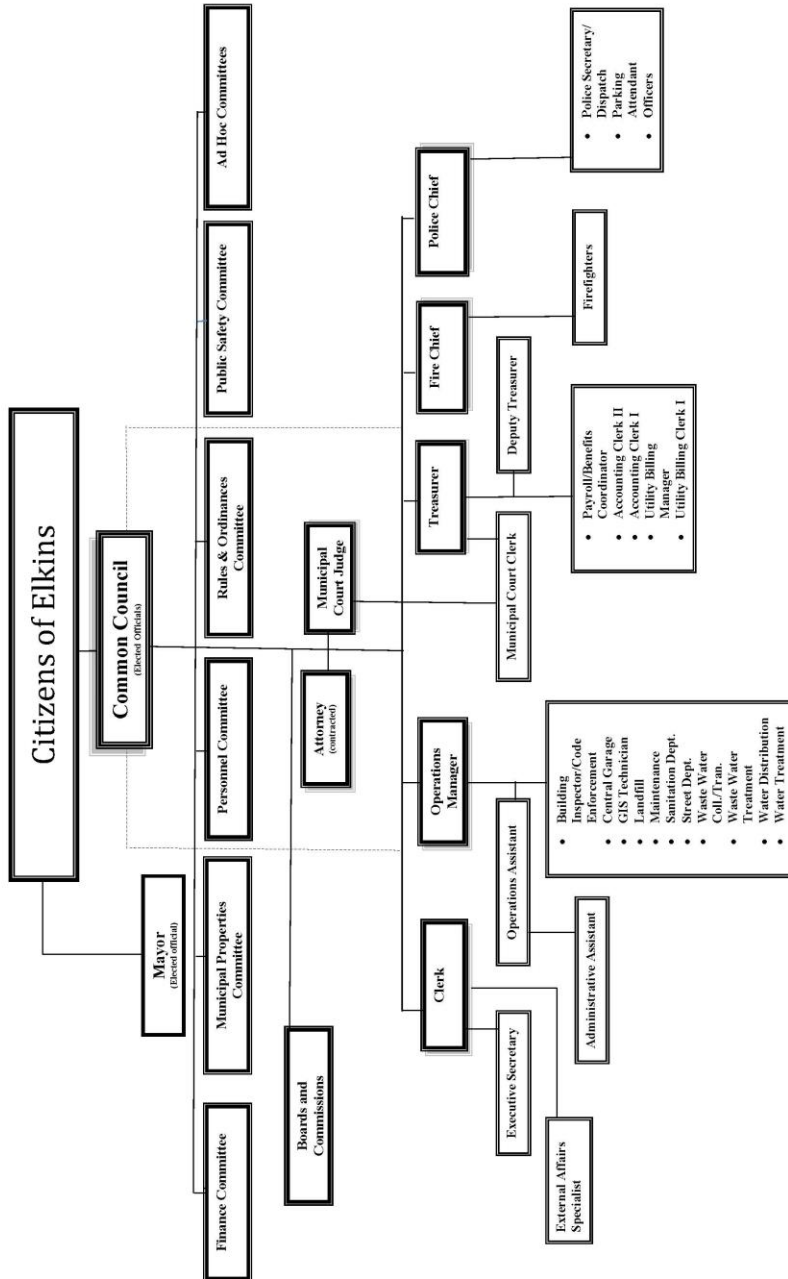 Citizens of Elkins
Common Council
(Elected Officials)
Mayor
(Elected official)
Finance Committee
Municipal Properties
Committee
Personnel Committee
Rules & Ordinances
Committee
Public Safety Committee
Ad Hoc Committees
Boards and
Commissions
Attorney
(contracted)
Municipal
Court Judge
Clerk
Operations
Manager
Treasurer
Fire Chief
Police Chief
Executive Secretary
Operations Assistant
Municipal Court Clerk
Deputy Treasurer
External Affairs
Specialist
Administrative Assistant
• Building
Inspector/Code
Enforcement
• Central Garage
• GIS Technician
• Landfill
• Maintenance
• Sanitation Dept.
• Street Dept.
• Waste Water
Coll./Tran.
• Waste Water
Treatment
• Water Distribution
• Water Treatment
• Payroll/Benefits
Coordinator
• Accounting Clerk II
• Accounting Clerk I
• Utility Billing
Manager
• Utility Billing Clerk I
Firefighters
• Police Secretary/
Dispatch
• Parking
Attendant
• Officers